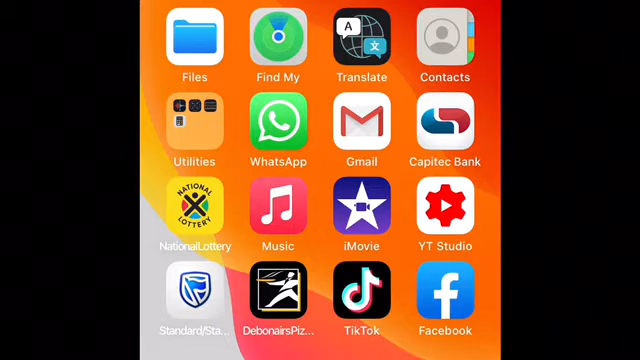 A
文
Files
Find My
Translate
Contacts
Utilities
WhatsApp
Gmail
Capitec Bank
NATIONAL
LOTTERY
NationalLottery
Music
iMovie
YT Studio
Standard/Sta...
DebonairsPiz...
TikTok
Facebook